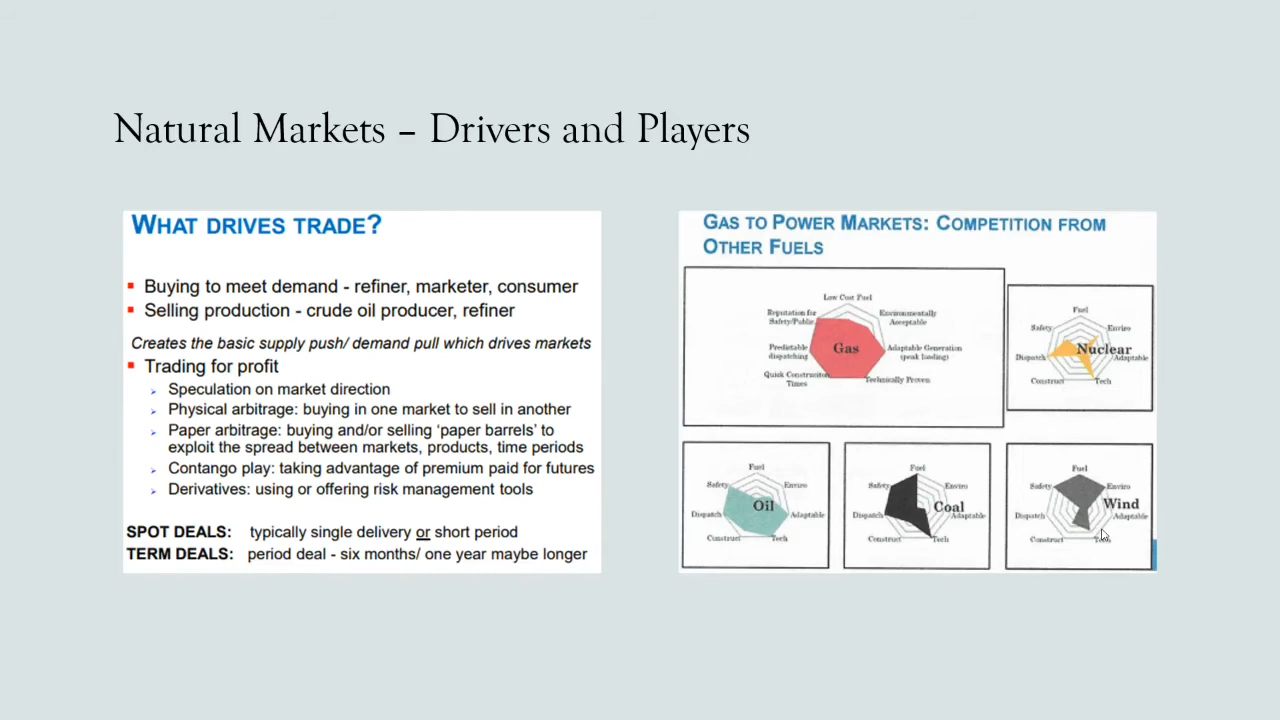 Natural Markets – Drivers and Players
WHAT DRIVES TRADE?
Buying to meet demand - refiner, marketer, consumer
Selling production - crude oil producer, refiner
Creates the basic supply push/ demand pull which drives markets
Trading for profit
Speculation on market direction
Physical arbitrage: buying in one market to sell in another
Paper arbitrage: buying and/or selling ‘paper barrels’ to
exploit the spread between markets, products, time periods
Contango play: taking advantage of premium paid for futures
Derivatives: using or offering risk management tools
SPOT DEALS: typically single delivery or short period
TERM DEALS: period deal - six months/ one year maybe longer
GAS TO POWER MARKETS: COMPETITION FROM
OTHER FUELS
Low Cost Fuel
Reputation for
Safety/Public
Environmentally
Acceptable
Predictable
dispatching
Gas
Adaptable Generation
(peak loading)
Quick Construction
Times
Technically Proven
Fuel
Safety
Enviro
Nuclear
Dispatch
Adaptable
Construct
Tech
Fuel
Safety
Enviro
Oil
Dispatch
Adaptable
Construct
Tech
Fuel
Safety
Enviro
Coal
Dispatch
Adaptable
Construct
Tech
Fuel
Safety
Enviro
Wind
Dispatch
Adaptable
Construct
Tech